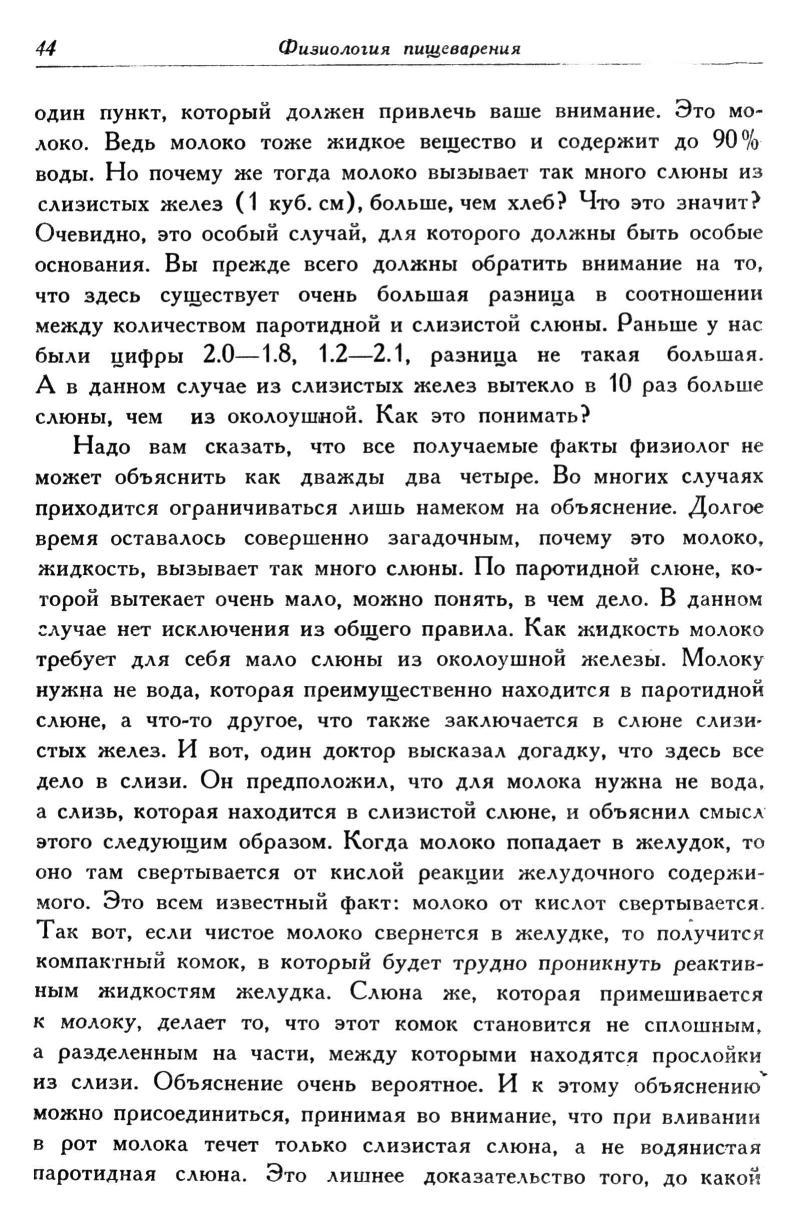 44
Физиология пищеварения
один пункт, который должен привлечь ваше внимание. Это мо-
локо. Ведь молоко тоже жидкое вещество и содержит до 90%
воды. Но почему же тогда молоко вызывает так много слюны из
слизистых желез (1 куб. см), больше, чем хлеб? Что это значит?
Очевидно, это особый случай, для которого должны быть особые
основания. Вы прежде всего должны обратить внимание на то,
что здесь существует очень большая разница в соотношении
между количеством паротидной и слизистой слюны. Раньше у нас
были цифры 2.0—1.8, 1.2—2.1, разница не такая большая.
А в данном случае из слизистых желез вытекло в 10 раз больше
слюны, чем из околоушной. Как это понимать?
Надо вам сказать, что все получаемые факты физиолог не
может объяснить как дважды два четыре. Во многих случаях
приходится ограничиваться лишь намеком на объяснение. Долгое
время оставалось совершенно загадочным, почему это молоко,
жидкость, вызывает так много слюны. По паротидной слюне, ко-
торой вытекает очень мало, можно понять, в чем дело. В данном
случае нет исключения из общего правила. Как жидкость молоко
требует для себя мало слюны из околоушной железы. Молоку
нужна не вода, которая преимущественно находится в паротидной
слюне, а что-то другое, что также заключается в слюне слизи-
стых желез. И вот, один доктор высказал догадку, что здесь все
дело в слизи. Он предположил, что для молока нужна не вода,
а слизь, которая находится в слизистой слюне, и объяснил смысл
этого следующим образом. Когда молоко попадает в желудок, то
оно там свертывается от кислой реакции желудочного содержи-
мого. Это всем известный факт: молоко от кислот свертывается.
Так вот, если чистое молоко свернется в желудке, то получится
компактный комок, в который будет трудно проникнуть реактив-
ным жидкостям желудка. Слюна же, которая примешивается
к молоку, делает то, что этот комок становится не сплошным,
а разделенным на части, между которыми находятся прослойки
из слизи. Объяснение очень вероятное. И к этому объяснению
можно присоединиться, принимая во внимание, что при вливании
в рот молока течет только слизистая слюна, а не водянистая
паротидная слюна. Это лишнее доказательство того, до какой